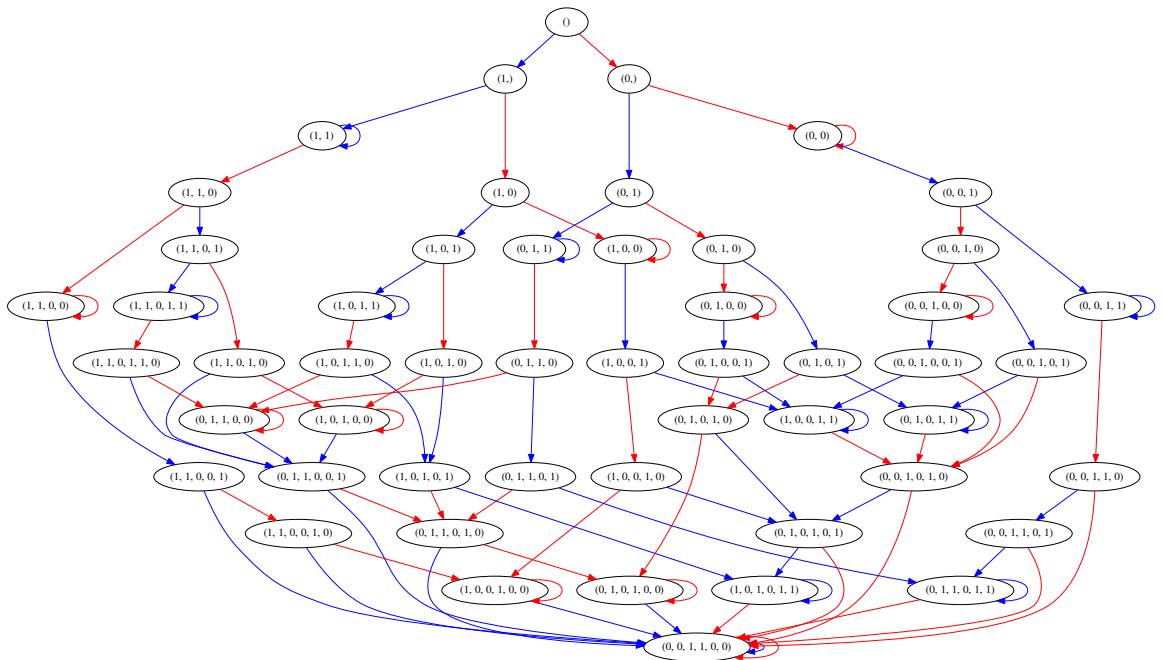 ()
(1,) (0,)
(1, 1) (0, 0)
(1, 1, 0) (1, 0) (0, 1) (0, 0, 1)
(1, 1, 0, 1) (1, 0, 1) (0, 1, 1) (1, 0, 0) (0, 1, 0) (0, 0, 1, 0)
(1, 1, 0, 0) (1, 1, 0, 1, 1) (1, 0, 1, 1) (0, 1, 0, 0) (0, 0, 1, 0, 0) (0, 0, 1, 1)
(1, 1, 0, 1, 1, 0) (1, 1, 0, 1, 0) (1, 0, 1, 1, 0) (1, 0, 1, 0) (0, 1, 1, 0) (1, 0, 0, 1) (0, 1, 0, 0, 1) (0, 1, 0, 1) (0, 0, 1, 0, 0, 1) (0, 0, 1, 0, 1)
(0, 1, 1, 0, 0) (1, 0, 1, 0, 0) (0, 1, 0, 1, 0) (1, 0, 0, 1, 1) (0, 1, 0, 1, 1)
(1, 1, 0, 0, 1) (0, 1, 1, 0, 0, 1) (1, 0, 1, 0, 1) (0, 1, 1, 0, 1) (1, 0, 0, 1, 0) (0, 0, 1, 0, 1, 0) (0, 0, 1, 1, 0)
(1, 1, 0, 0, 1, 0) (0, 1, 1, 0, 1, 0) (0, 1, 0, 1, 0, 1) (0, 0, 1, 1, 0, 1)
(1, 0, 0, 1, 0, 0) (0, 1, 0, 1, 0, 0) (1, 0, 1, 0, 1, 1) (0, 1, 1, 0, 1, 1)
(0, 0, 1, 1, 0, 0)